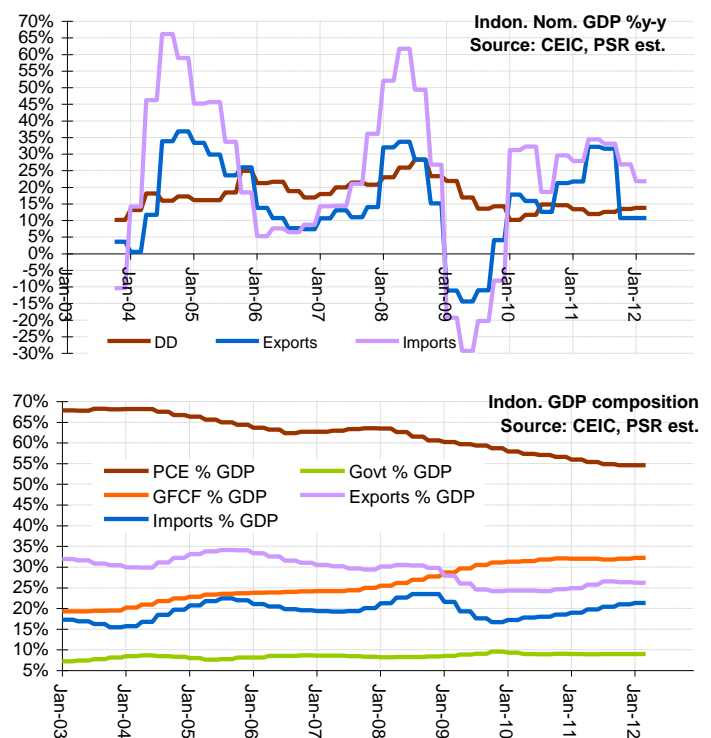 Indon. Nom. GDP %y-y
Source: CEIC, PSR est.
70%
65%
60%
55%
50%
45%
40%
35%
30%
25%
20%
15%
10%
5%
0%
-5%
-10%
-15%
-20%
-25%
-30%
Jan-03
Jan-04
Jan-05
Jan-06
Jan-07
Jan-08
Jan-09
Jan-10
Jan-11
Jan-12
DD
Exports
Imports
Indon. GDP composition
Source: CEIC, PSR est.
70%
65%
60%
55%
50%
45%
40%
35%
30%
25%
20%
15%
10%
5%
PCE % GDP
Govt % GDP
GFCF % GDP
Exports % GDP
Imports % GDP
Jan-03
Jan-04
Jan-05
Jan-06
Jan-07
Jan-08
Jan-09
Jan-10
Jan-11
Jan-12